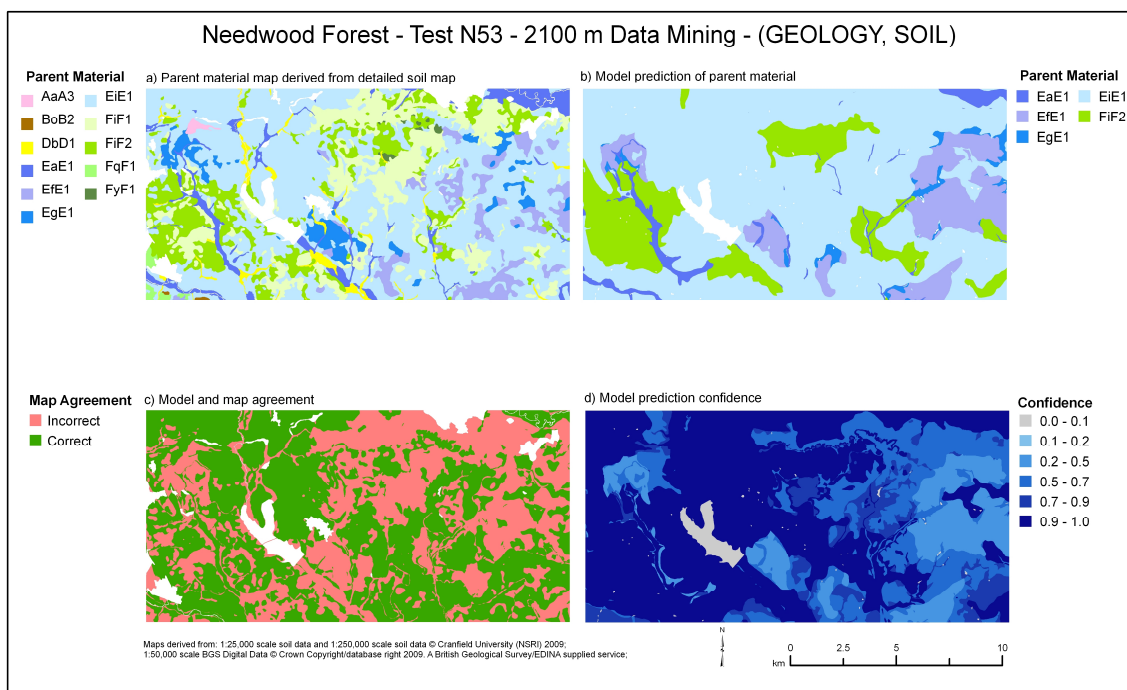 Needwood Forest - Test N53 - 2100 m Data Mining - (GEOLOGY, SOIL)
Parent Material
AaA3
BoB2
DbD1
EaE1
EfE1
EgE1
EiE1
FiF1
FiF2
FqF1
FyF1
a) Parent material map derived from detailed soil map
b) Model prediction of parent material
Parent Material
EaE1
EfE1
EgE1
EiE1
FiF2
Map Agreement
Incorrect
Correct
c) Model and map agreement
d) Model prediction confidence
Confidence
0.0 - 0.1
0.1 - 0.2
0.2 - 0.5
0.5 - 0.7
0.7 - 0.9
0.9 - 1.0
Maps derived from: 1:25,000 scale soil data and 1:250,000 scale soil data © Cranfield University (NSRI) 2009;
1:50,000 scale BGS Digital Data © Crown Copyright/database right 2009. A British Geological Survey/EDINA supplied service;
N
0 2.5 5 10
km